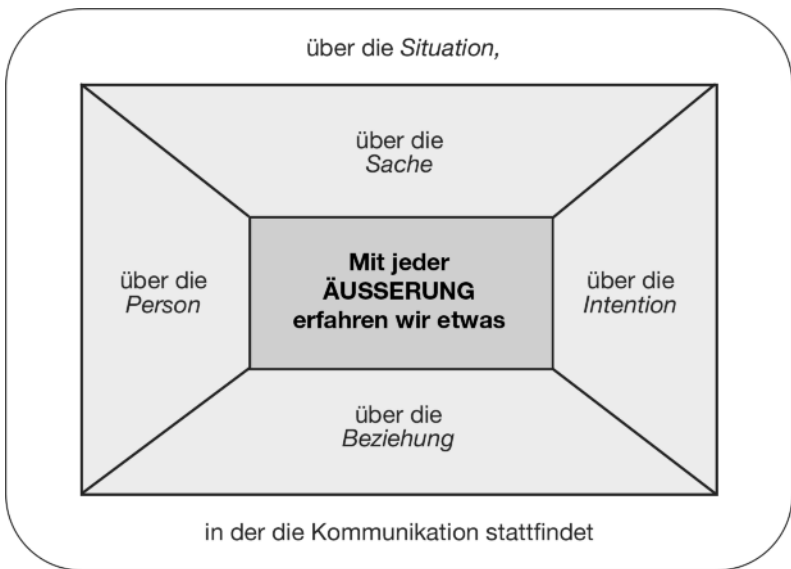 über die Situation,
über die
Sache
über die
Person
Mit jeder
ÄUSSERUNG
erfahren wir etwas
über die
Intention
über die
Beziehung
in der die Kommunikation stattfindet